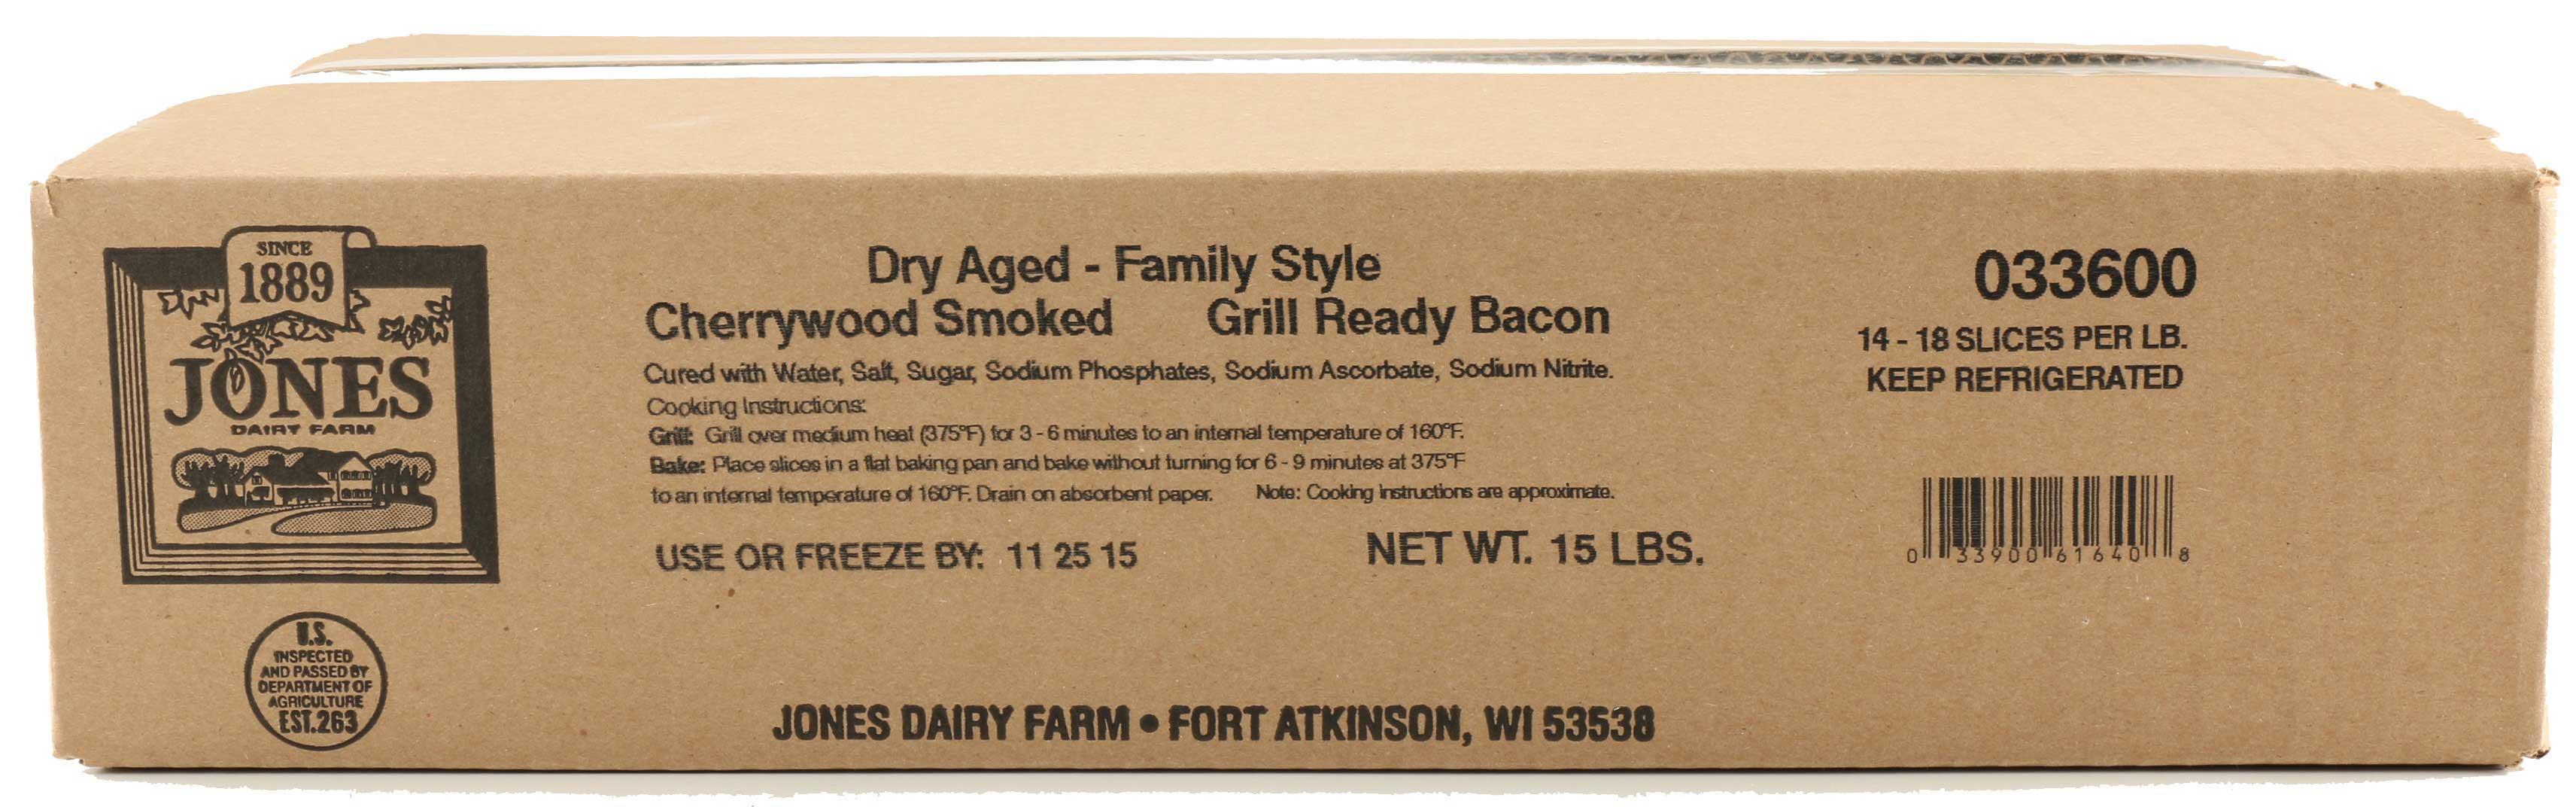 SINCE
1889
JONES
DAIRY FARM
U.S.
INSPECTED
AND PASSED BY
DEPARTMENT OF
AGRICULTURE
EST.263
Dry Aged - Family Style
Cherrywood Smoked Grill Ready Bacon
Cured with Water, Salt, Sugar, Sodium Phosphates, Sodium Ascorbate, Sodium Nitrite.
Cooking Instructions:
Grill: Grill over medium heat (375°F) for 3 - 6 minutes to an internal temperature of 160°F.
Bake: Place slices in a flat baking pan and bake without turning for 6 - 9 minutes at 375°F
to an internal temperature of 160°F. Drain on absorbent paper. Note: Cooking instructions are approximate.
USE OR FREEZE BY: 11 25 15 NET WT. 15 LBS.
JONES DAIRY FARM • FORT ATKINSON, WI 53538
033600
14 - 18 SLICES PER LB.
KEEP REFRIGERATED
0 33900 61640 8